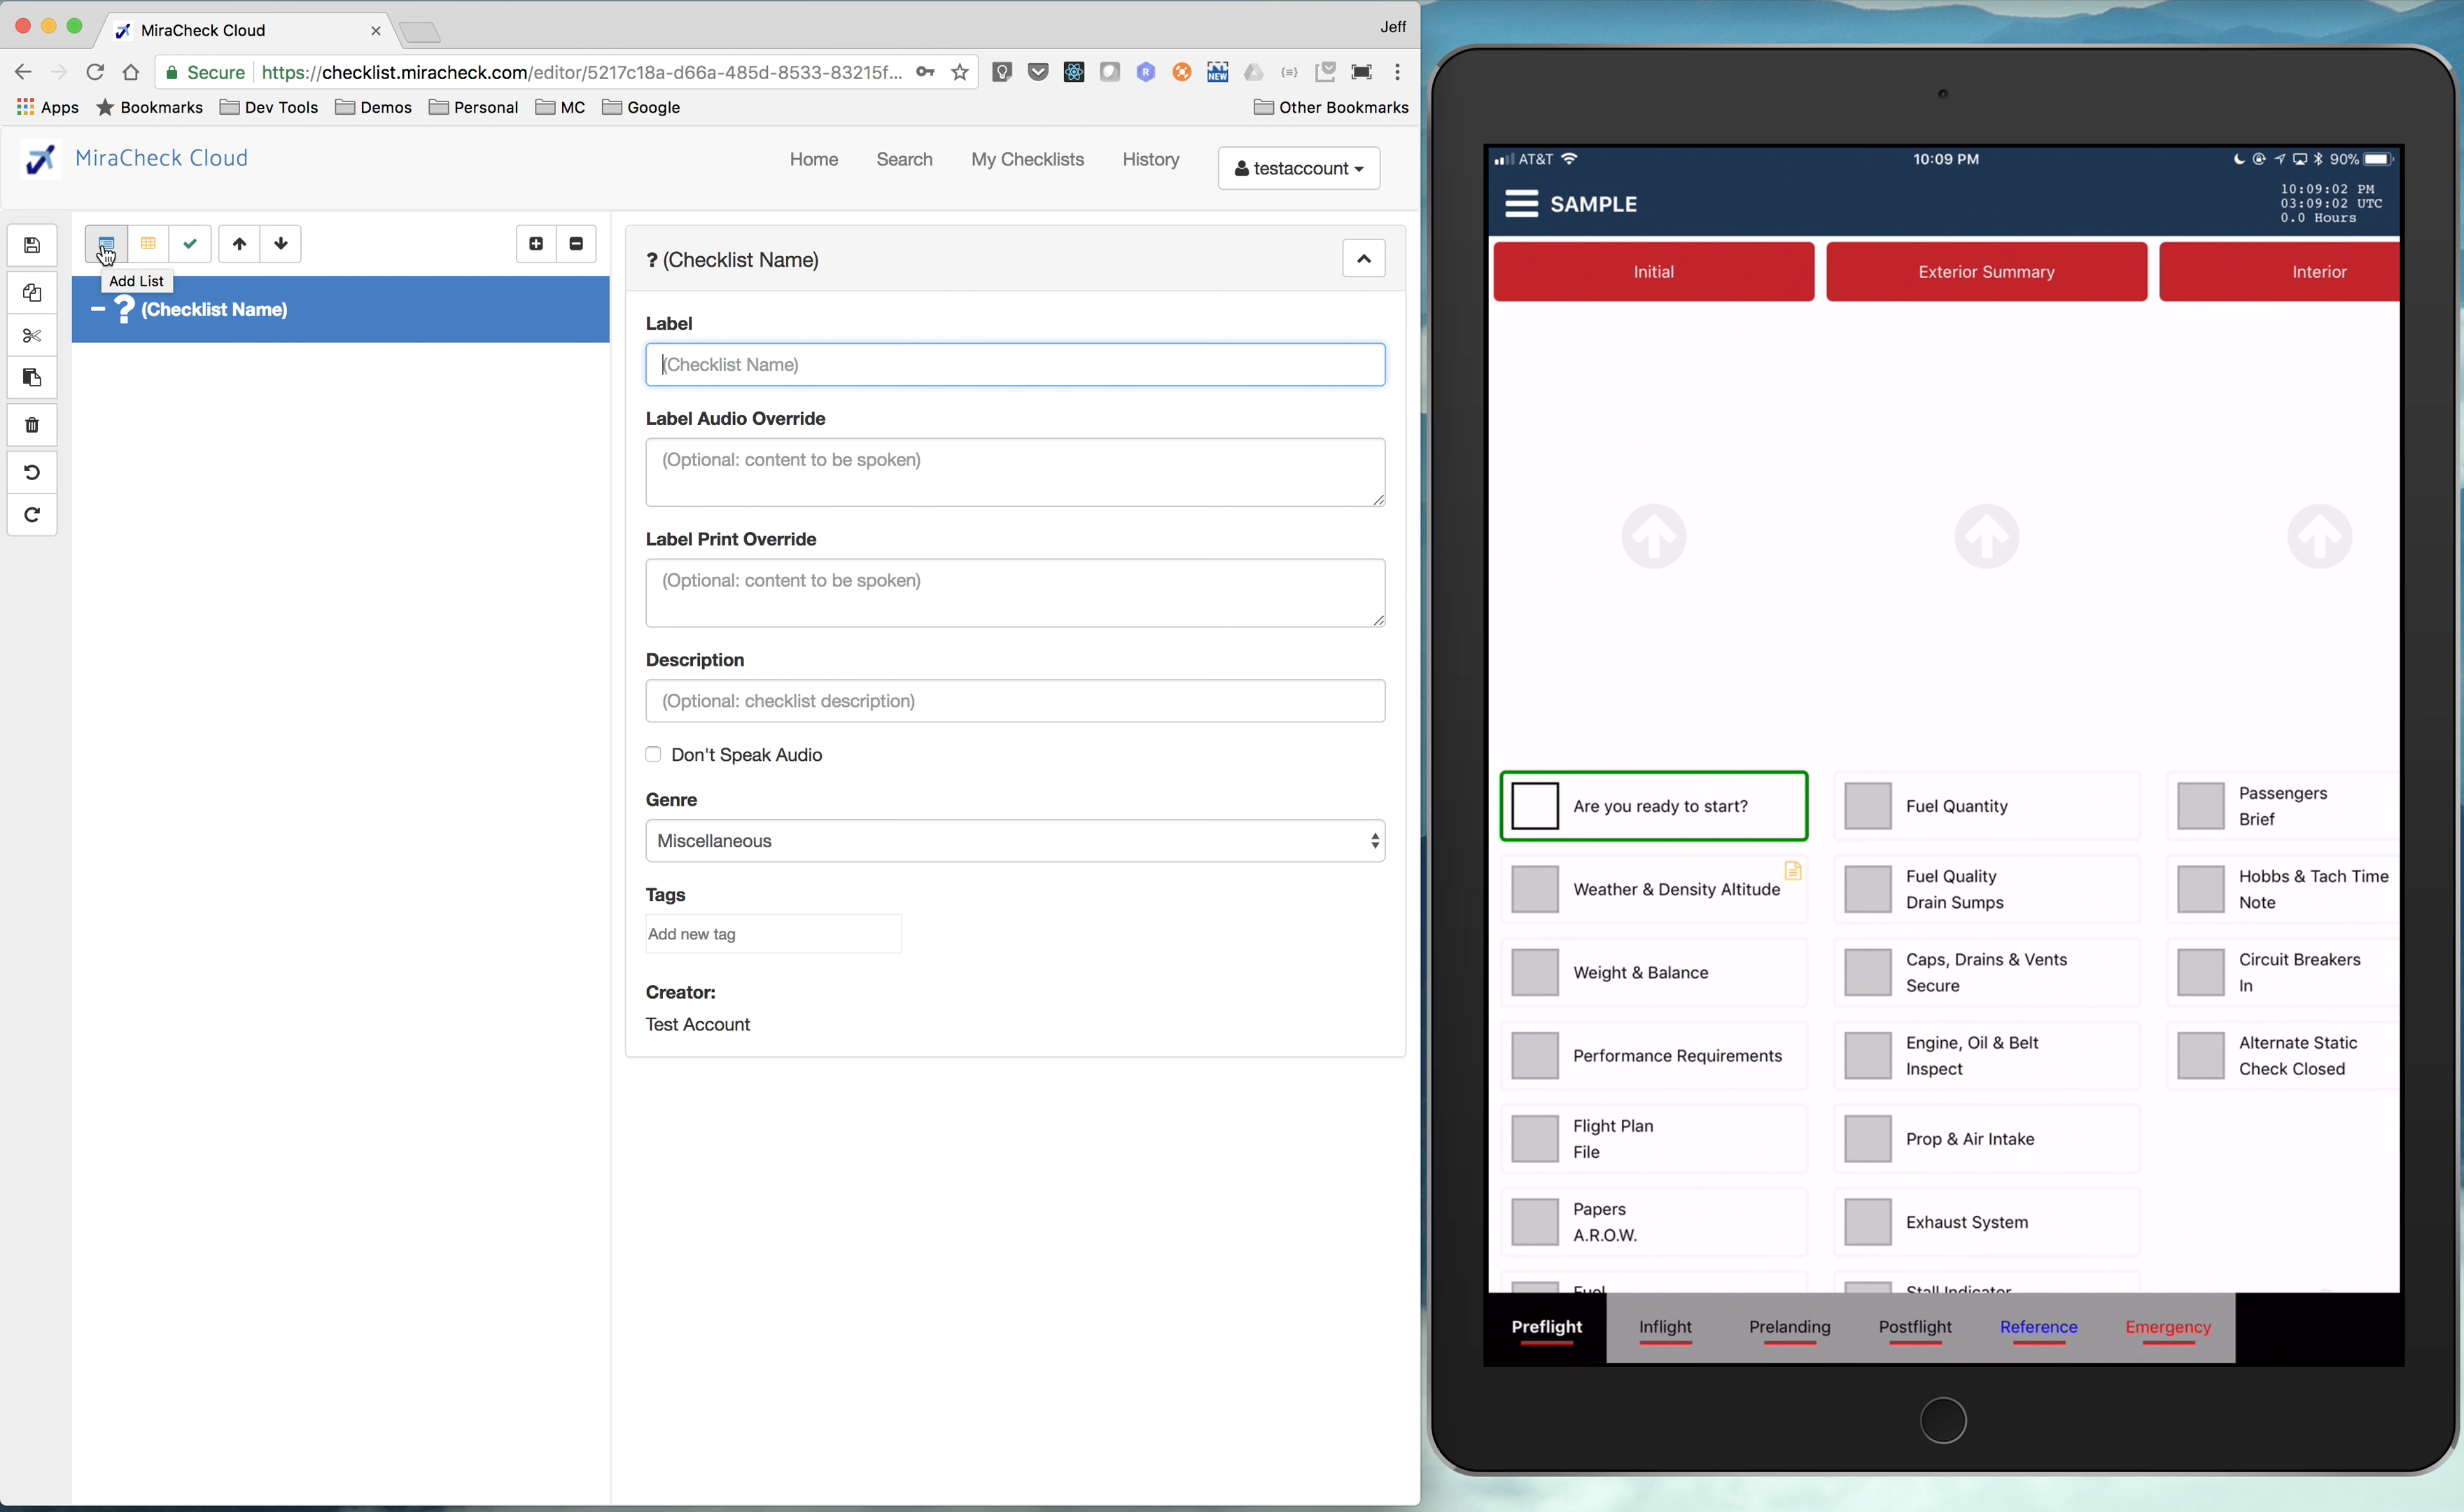 MiraCheck Cloud
Jeff
Secure
https://checklist.miracheck.com/editor/5217c18a-d66a-485d-8533-83215f...
NEW
Apps
Bookmarks
Dev Tools
Demos
Personal
MC
Google
Other Bookmarks
MiraCheck Cloud
Home
Search
My Checklists
History
testaccount
Add List
? (Checklist Name)
? (Checklist Name)
Label
(Checklist Name)
Label Audio Override
(Optional: content to be spoken)
Label Print Override
(Optional: content to be spoken)
Description
(Optional: checklist description)
Don't Speak Audio
Genre
Miscellaneous
Tags
Add new tag
Creator:
Test Account
AT&T
10:09 PM
90%
SAMPLE
10:09:02 PM
03:09:02 UTC
0.0 Hours
Initial
Exterior Summary
Interior
Are you ready to start?
Weather & Density Altitude
Weight & Balance
Performance Requirements
Flight Plan
File
Papers
A.R.O.W.
Fuel
Fuel Quantity
Fuel Quality
Drain Sumps
Caps, Drains & Vents
Secure
Engine, Oil & Belt
Inspect
Prop & Air Intake
Exhaust System
Stall Indicator
Passengers
Brief
Hobbs & Tach Time
Note
Circuit Breakers
In
Alternate Static
Check Closed
Preflight
Inflight
Prelanding
Postflight
Reference
Emergency